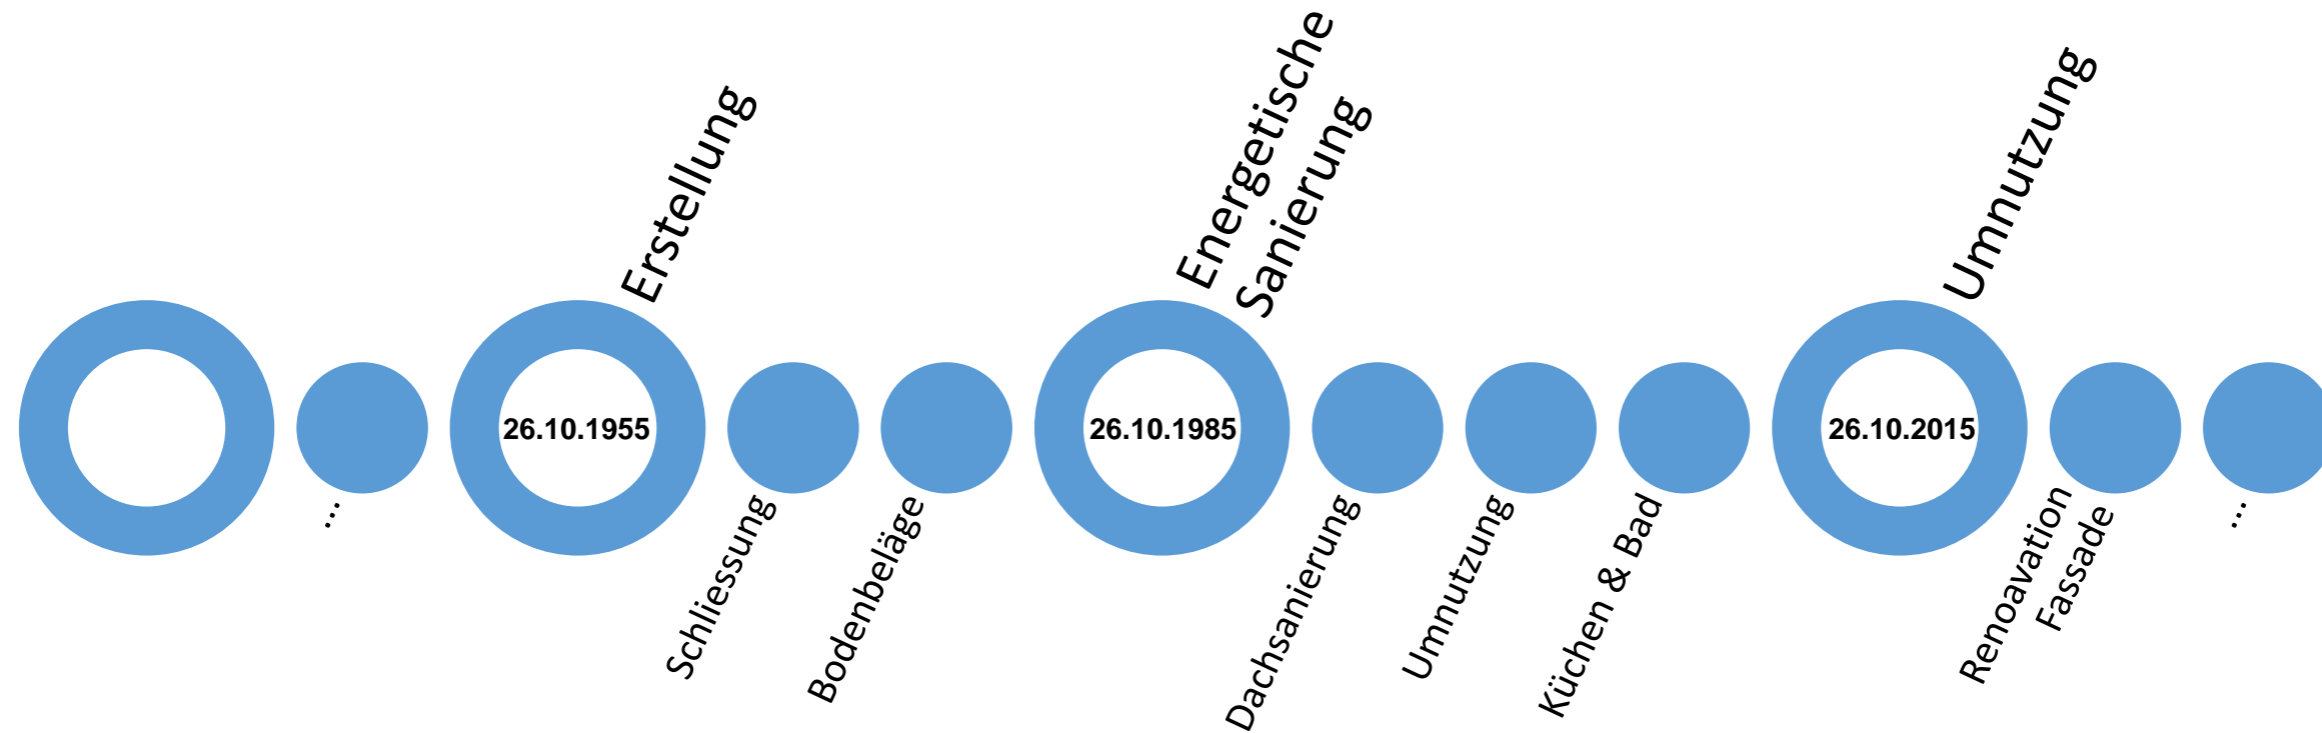 ...
Erstellung
26.10.1955
Schliessung
Bodenbeläge
Energetische
Sanierung
26.10.1985
Dachsanierung
Umnutzung
Küchen & Bad
Umnutzung
26.10.2015
Renoavation
Fassade
...